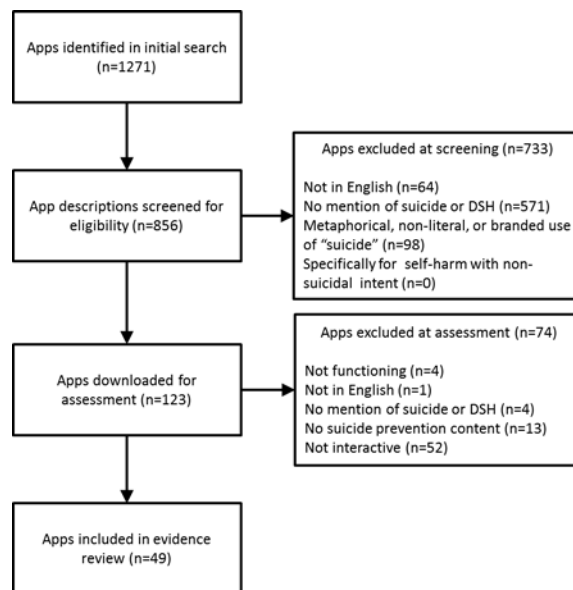 Apps identified in initial search
(n=1271)
App descriptions screened for
eligibility (n=856)
Apps excluded at screening (n=733)
Not in English (n=64)
No mention of suicide or DSH (n=571)
Metaphorical, non-literal, or branded use
of “suicide” (n=98)
Specifically for self-harm with non-
suicidal intent (n=0)
Apps downloaded for
assessment (n=123)
Apps excluded at assessment (n=74)
Not functioning (n=4)
Not in English (n=1)
No mention of suicide or DSH (n=4)
No suicide prevention content (n=13)
Not interactive (n=52)
Apps included in evidence
review (n=49)